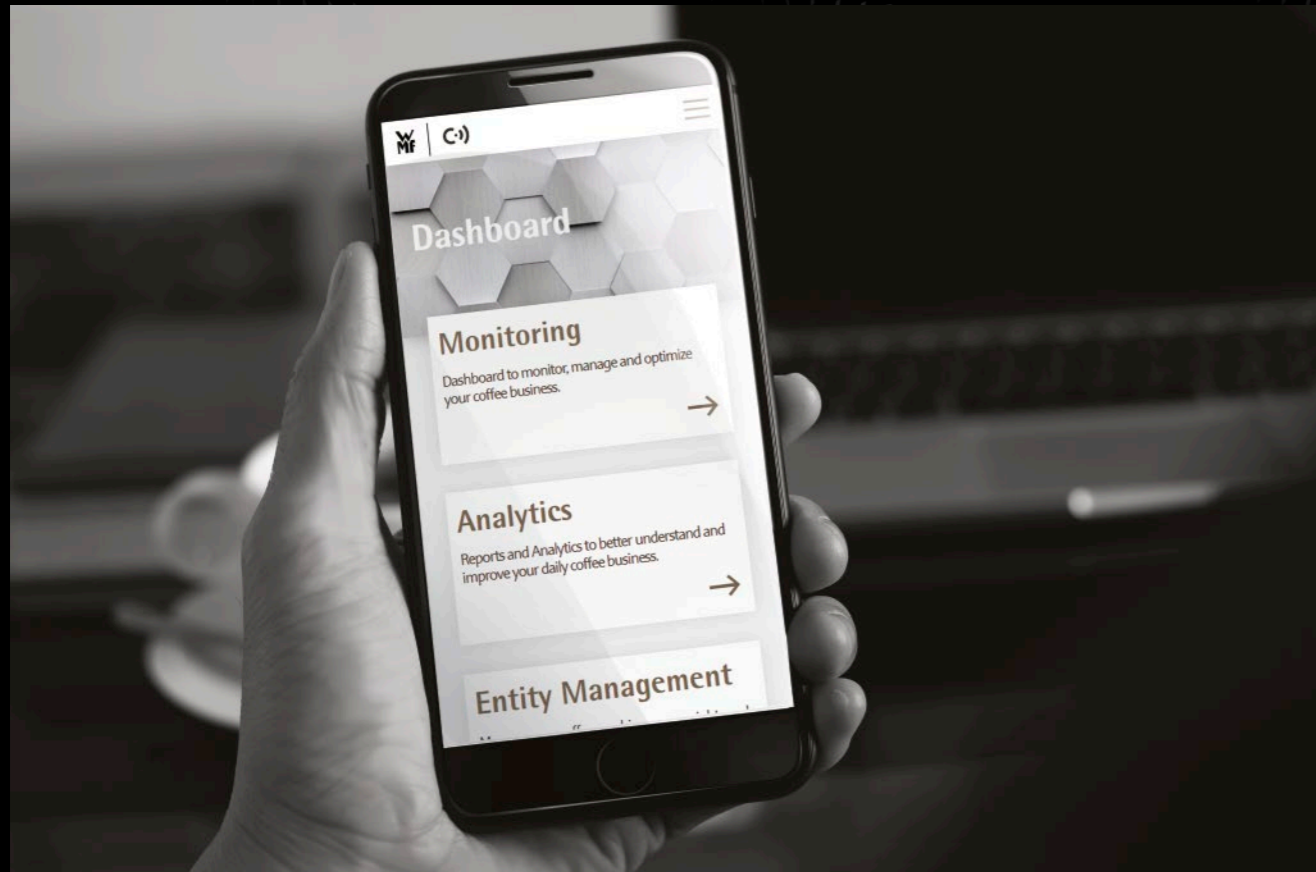 WMF
Dashboard
Monitoring
Dashboard to monitor, manage and optimize
your coffee business.
Analytics
Reports and Analytics to better understand and
improve your daily coffee business.
Entity Management